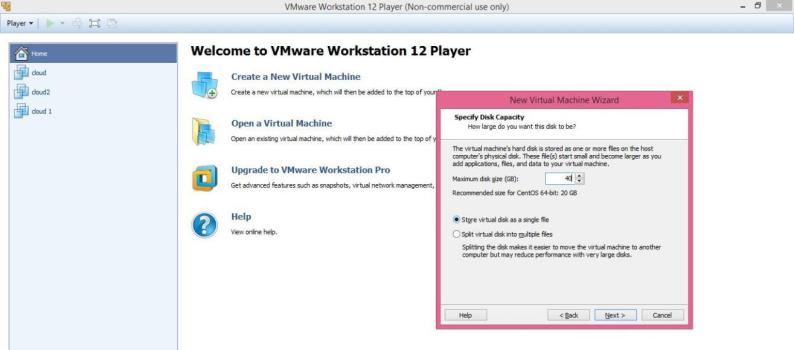 VMware Workstation 12 Player (Non-commercial use only)
Player
Home
cloud
cloud2
cloud 1
Welcome to VMware Workstation 12 Player
Create a New Virtual Machine
Create a new virtual machine, which will then be added to the top of your
Open a Virtual Machine
Open an existing virtual machine, which will then be added to the top of y
Upgrade to VMware Workstation Pro
Get advanced features such as snapshots, virtual network management,
Help
View online help.
New Virtual Machine Wizard
Specify Disk Capacity
How large do you want this disk to be?
The virtual machine's hard disk is stored as one or more files on the host
computer's physical disk. These file(s) start small and become larger as you
add applications, files, and data to your virtual machine.
Maximum disk size (GB): 40
Recommended size for CentOS 64-bit: 20 GB
Store virtual disk as a single file
Split virtual disk into multiple files
Splitting the disk makes it easier to move the virtual machine to another
computer but may reduce performance with very large disks.
Help < Back Next > Cancel